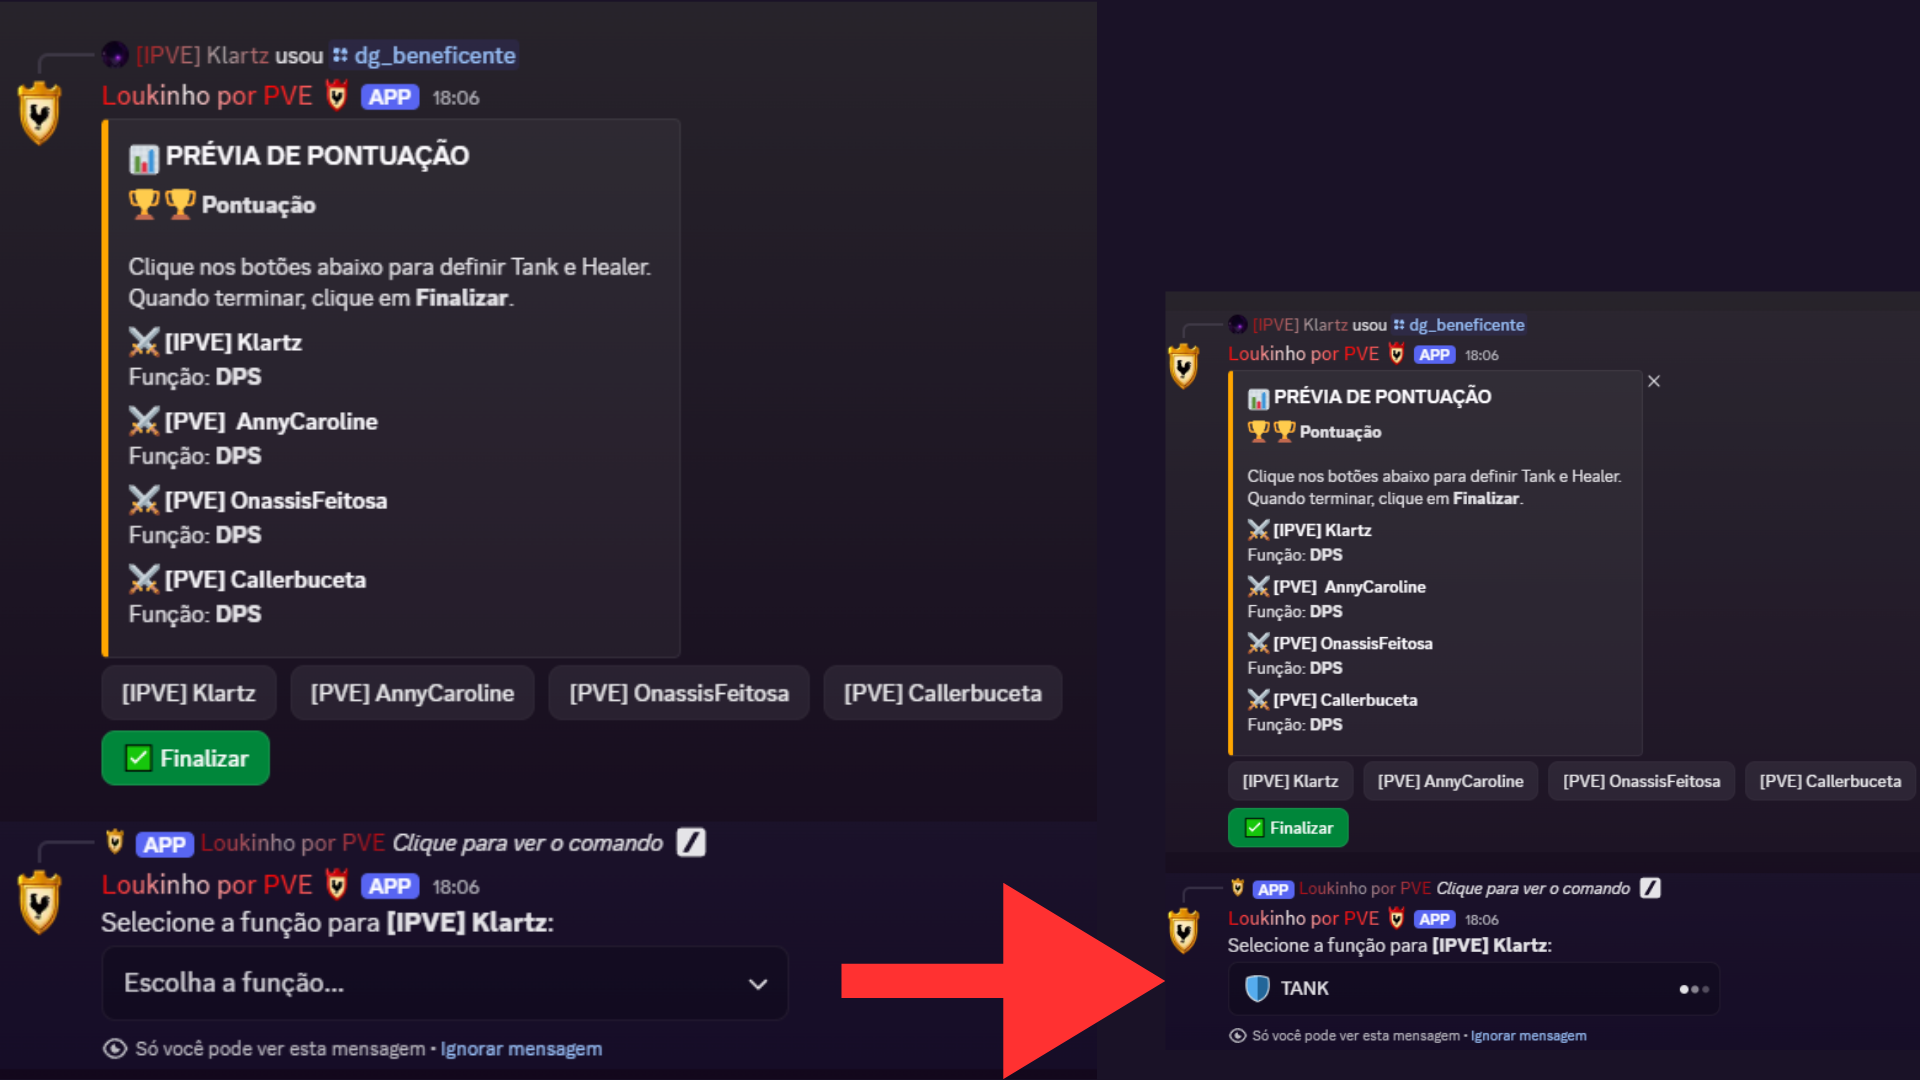 [IPVE] Klartz usou dg_beneficente
Loukinho por PVE APP 18:06
PRÉVIA DE PONTUAÇÃO
Pontuação
Clique nos botões abaixo para definir Tank e Healer.
Quando terminar, clique em Finalizar.
[IPVE] Klartz
Função: DPS
[PVE] AnnyCaroline
Função: DPS
[PVE] OnassisFeitosa
Função: DPS
[PVE] Callerbuceta
Função: DPS
[IPVE] Klartz [PVE] AnnyCaroline [PVE] OnassisFeitosa [PVE] Callerbuceta
Finalizar
APP Loukinho por PVE Clique para ver o comando
Loukinho por PVE APP 18:06
Selecione a função para [IPVE] Klartz:
Escolha a função...
Só você pode ver esta mensagem • Ignorar mensagem
[IPVE] Klartz usou dg_beneficente
Loukinho por PVE APP 18:06
PRÉVIA DE PONTUAÇÃO
Pontuação
Clique nos botões abaixo para definir Tank e Healer.
Quando terminar, clique em Finalizar.
[IPVE] Klartz
Função: DPS
[PVE] AnnyCaroline
Função: DPS
[PVE] OnassisFeitosa
Função: DPS
[PVE] Callerbuceta
Função: DPS
[IPVE] Klartz [PVE] AnnyCaroline [PVE] OnassisFeitosa [PVE] Callerbuceta
Finalizar
APP Loukinho por PVE Clique para ver o comando
Loukinho por PVE APP 18:06
Selecione a função para [IPVE] Klartz:
TANK
Só você pode ver esta mensagem • Ignorar mensagem